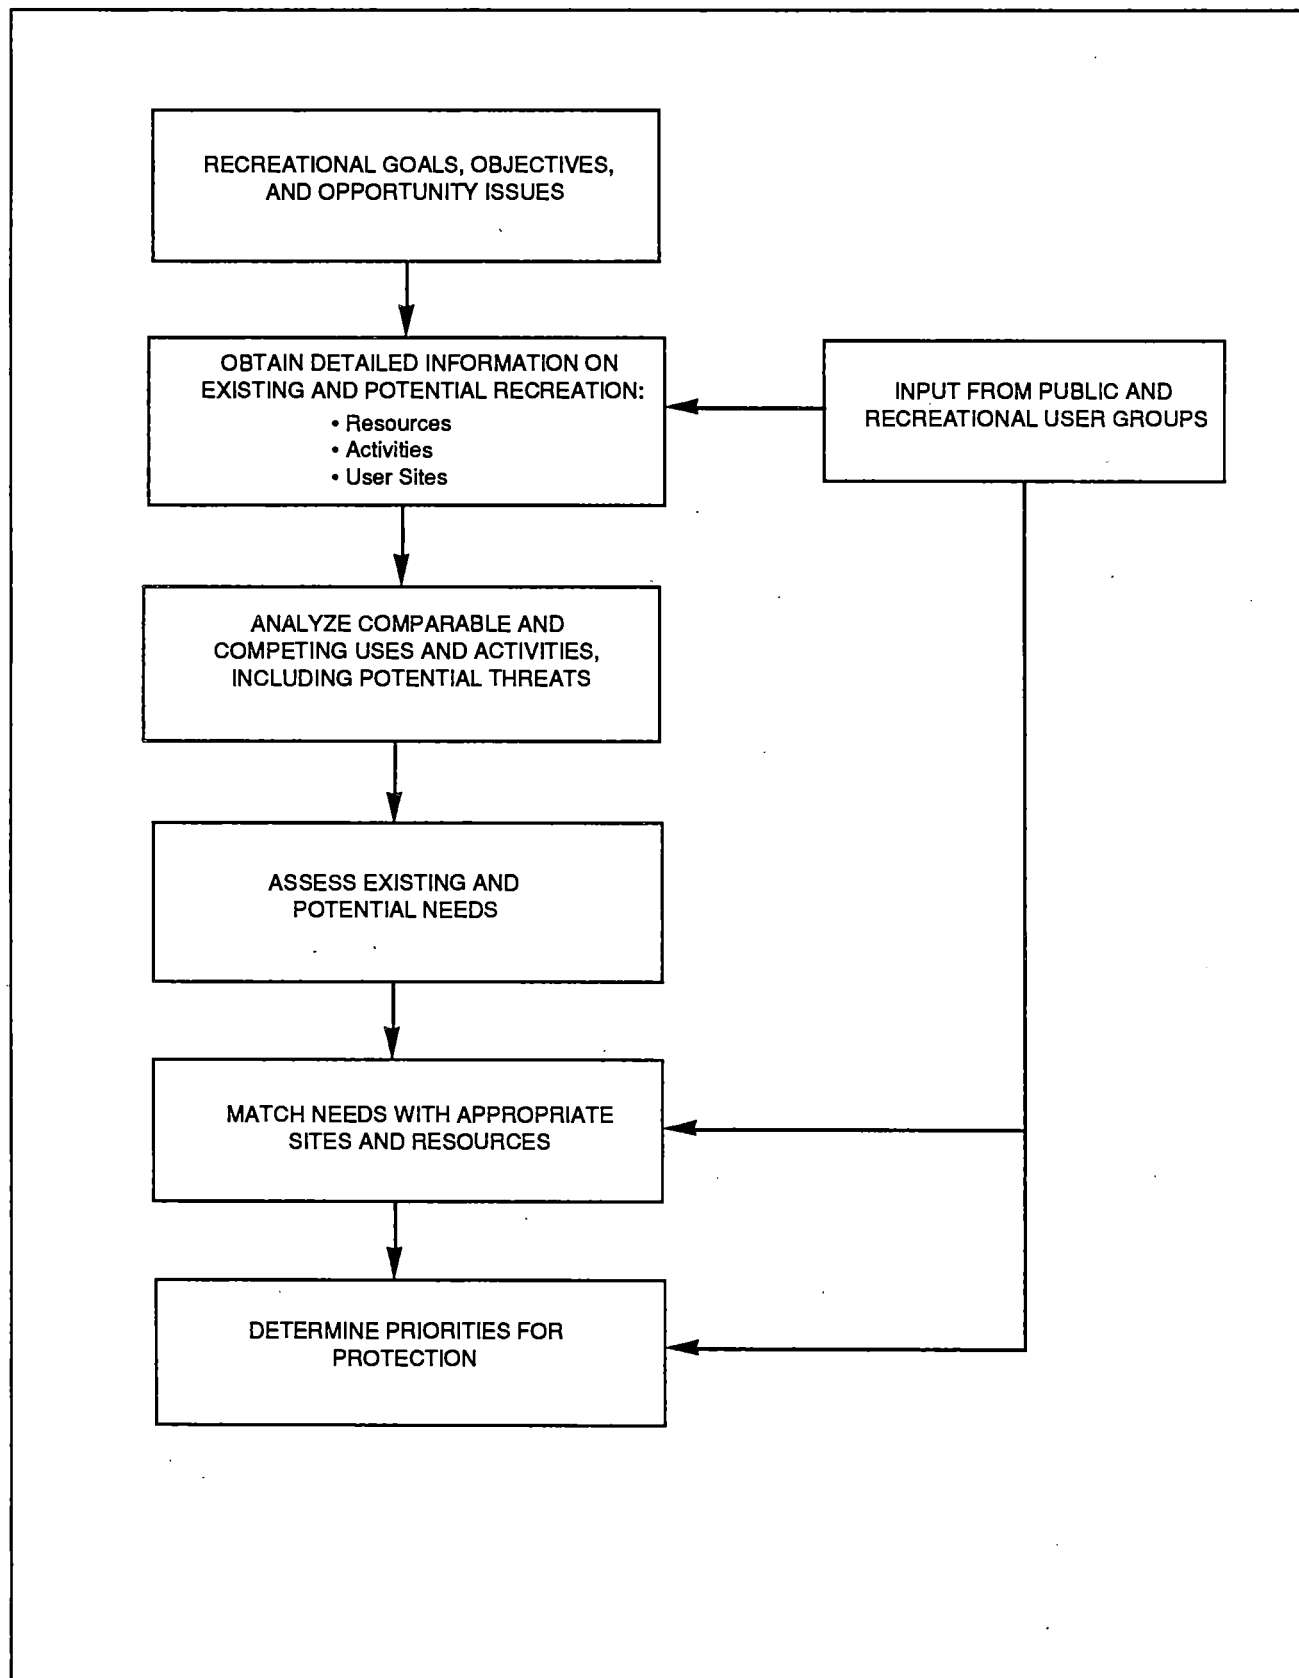 RECREATIONAL GOALS, OBJECTIVES,
AND OPPORTUNITY ISSUES
OBTAIN DETAILED INFORMATION ON
EXISTING AND POTENTIAL RECREATION:
• Resources
• Activities
• User Sites
INPUT FROM PUBLIC AND
RECREATIONAL USER GROUPS
ANALYZE COMPARABLE AND
COMPETING USES AND ACTIVITIES,
INCLUDING POTENTIAL THREATS
ASSESS EXISTING AND
POTENTIAL NEEDS
MATCH NEEDS WITH APPROPRIATE
SITES AND RESOURCES
DETERMINE PRIORITIES FOR
PROTECTION